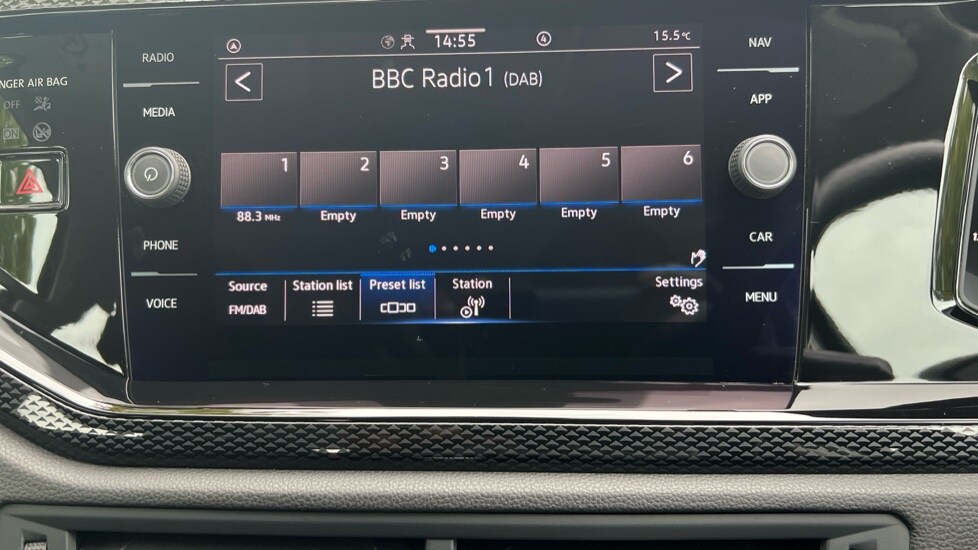 14:55
4
15.5°C
RADIO
NAV
BBC Radio1 (DAB)
NGER AIR BAG
OFF
MEDIA
APP
ON
1 2 3 4 5 6
88.3 MHz Empty Empty Empty Empty Empty
PHONE
CAR
VOICE
Source Station list Preset list Station Settings
FM/DAB
MENU